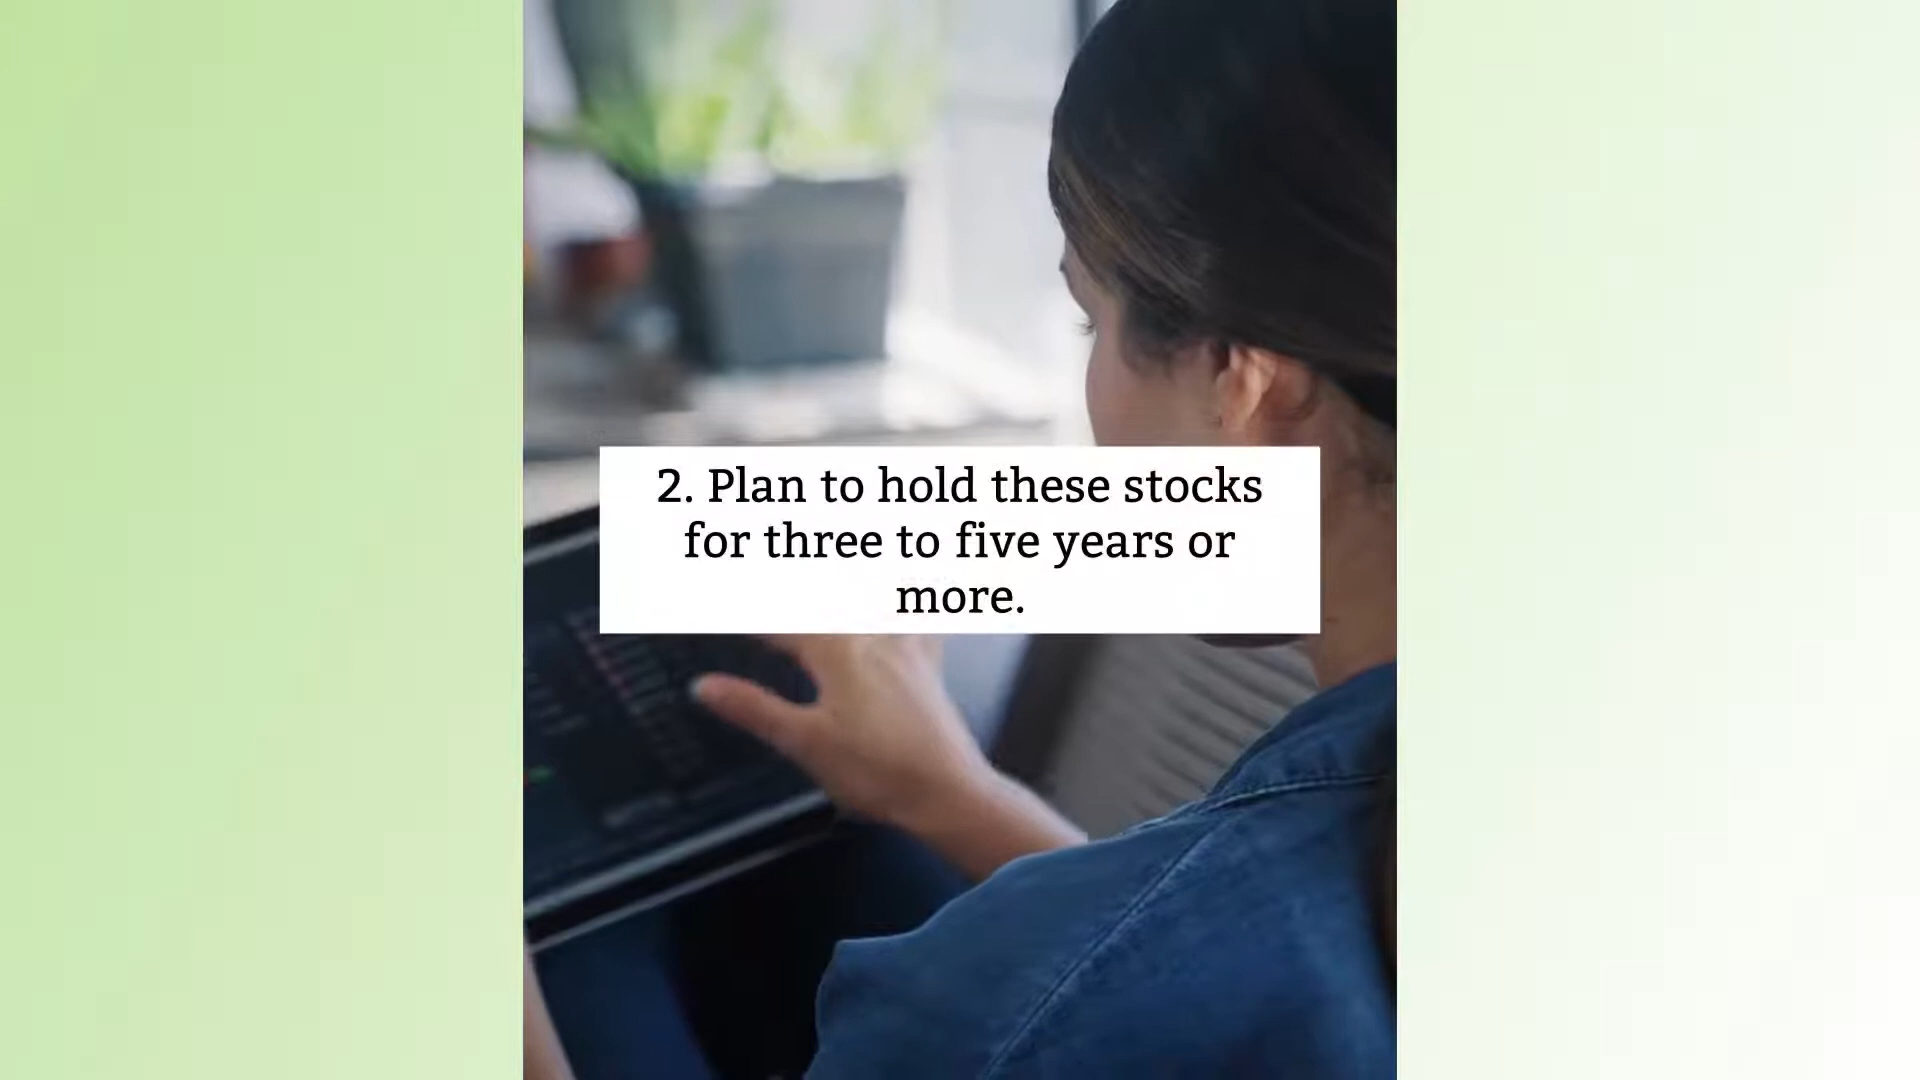 2. Plan to hold these stocks
for three to five years or
more.